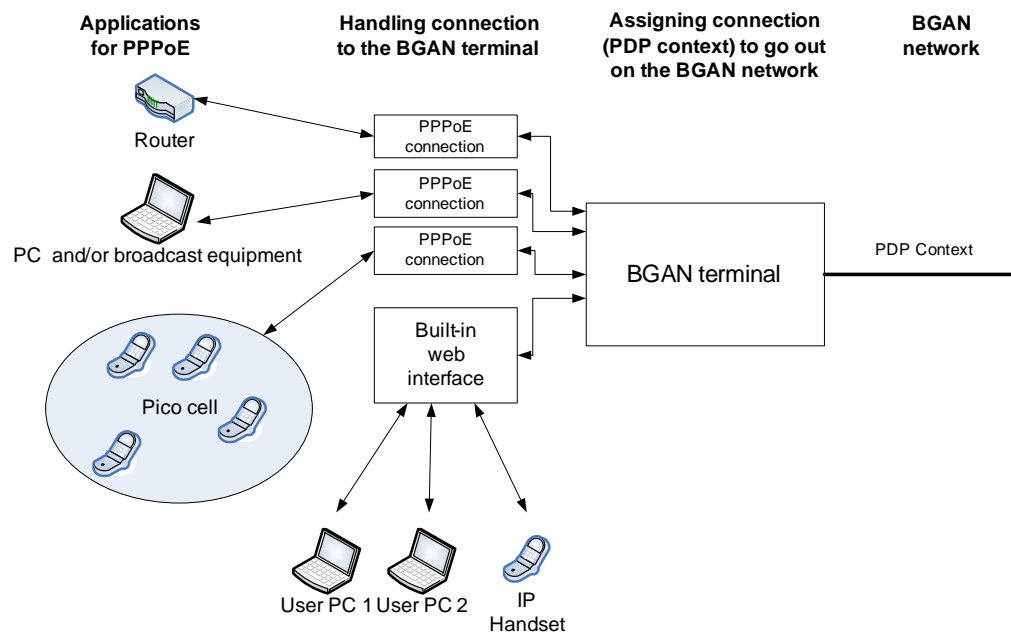 Applications
for PPPoE
Handling connection
to the BGAN terminal
Assigning connection
(PDP context) to go out
on the BGAN network
BGAN
network
Router
PPPoE
connection
PPPoE
connection
PC and/or broadcast equipment
PPPoE
connection
BGAN terminal
PDP Context
Built-in
web
interface
Pico cell
User PC 1
User PC 2
IP
Handset